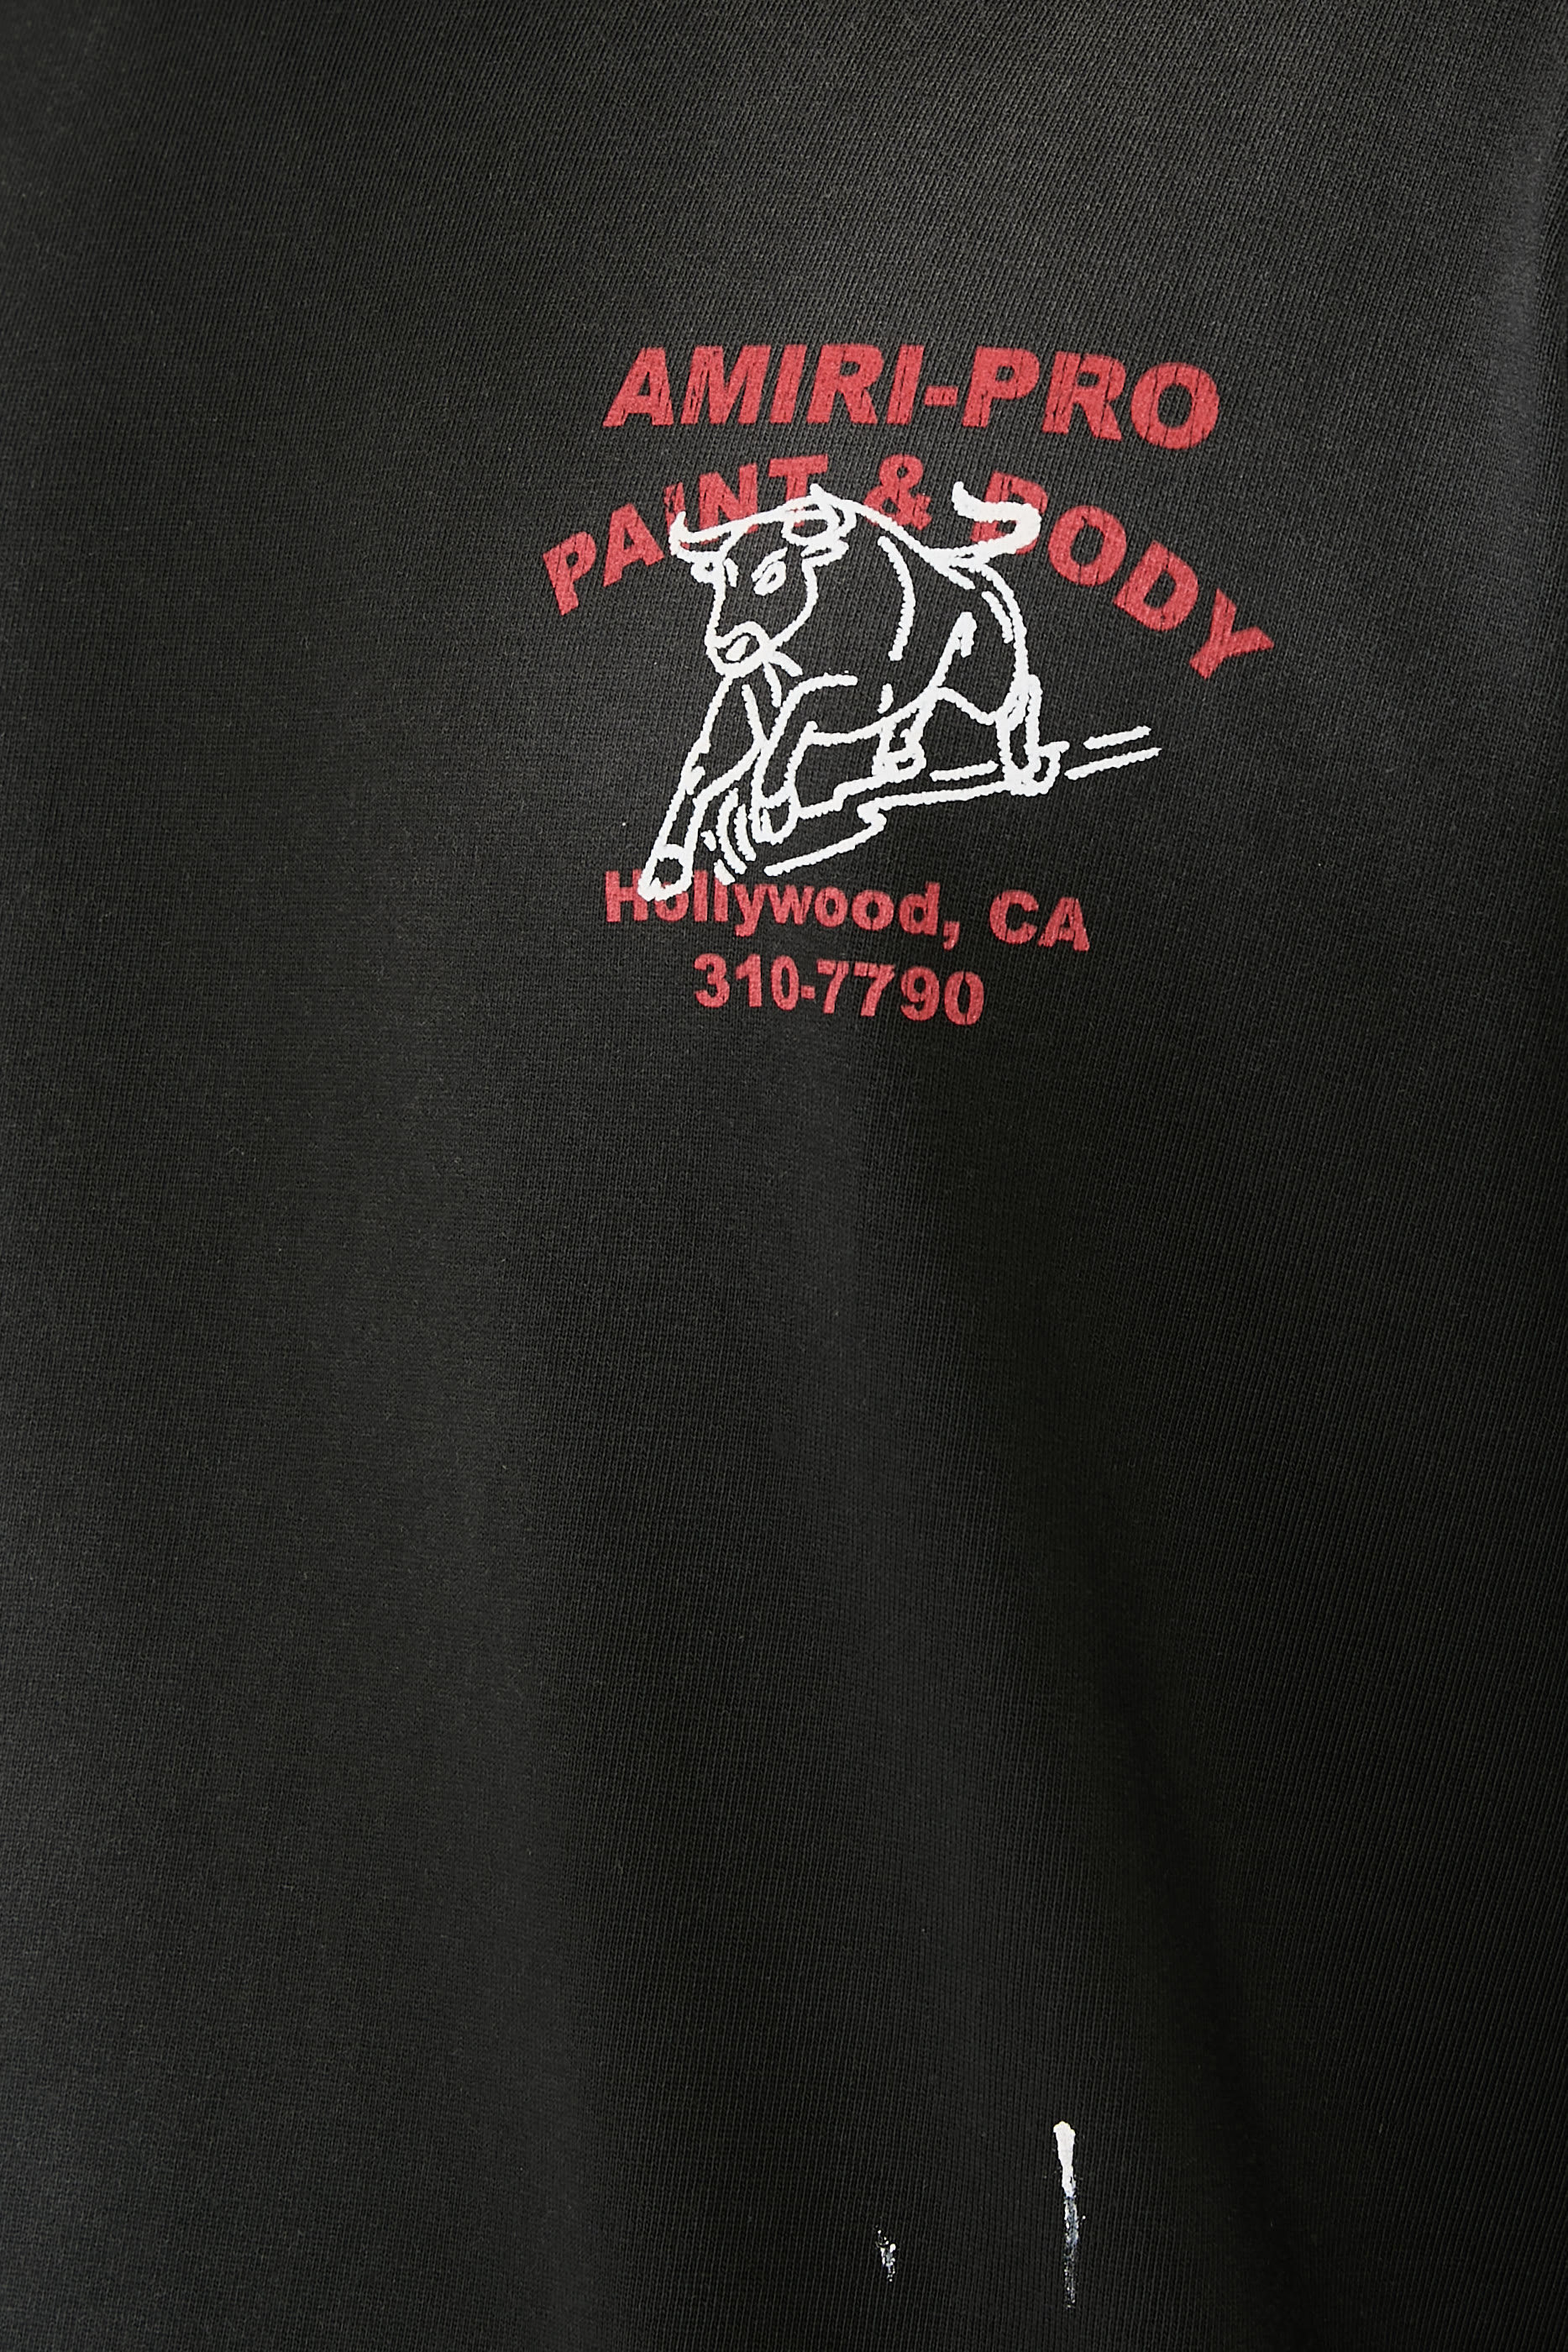 AMIRI-PRO
PAINT & BODY
Hollywood, CA
310-7790